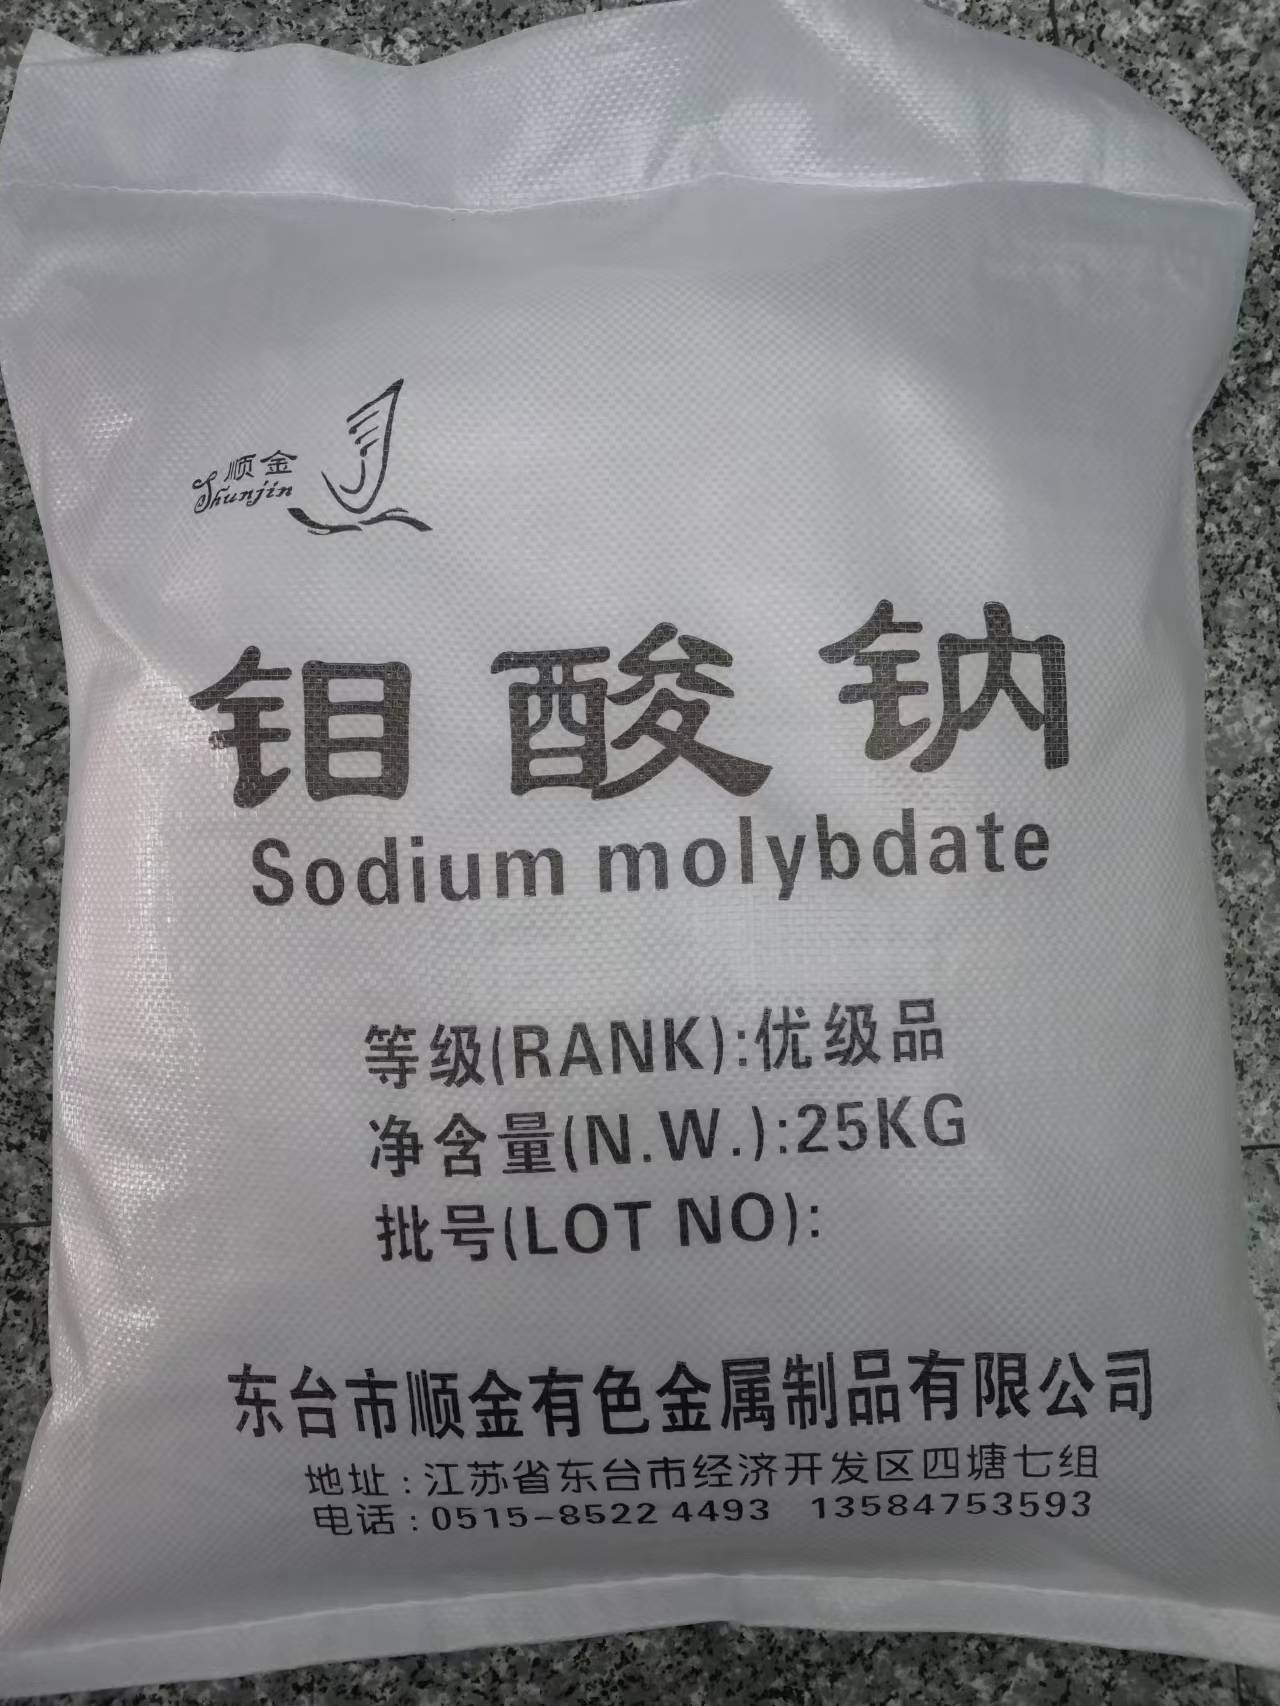 顺金
Shunjin
钼酸钠
Sodium molybdate
等级(RANK):优级品
净含量(N.W.):25KG
批号(LOT NO):
东台市顺金有色金属制品有限公司
地址:江苏省东台市经济开发区四塘七组
电话:0515-8522 4493 13584753593